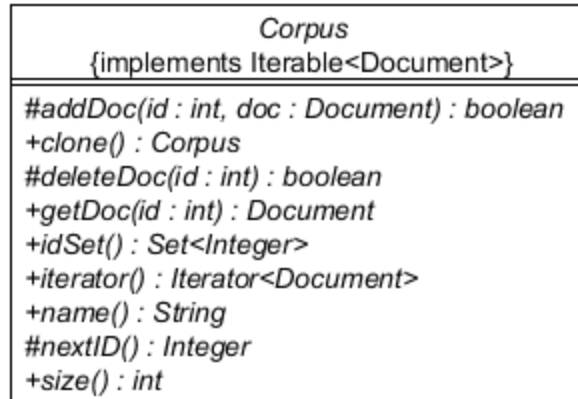 Corpus
{implements Iterable<Document>}
#addDoc(id : int, doc : Document) : boolean
+clone() : Corpus
#deleteDoc(id : int) : boolean
+getDoc(id : int) : Document
+idSet() : Set<Integer>
+iterator() : Iterator<Document>
+name() : String
#nextID() : Integer
+size() : int